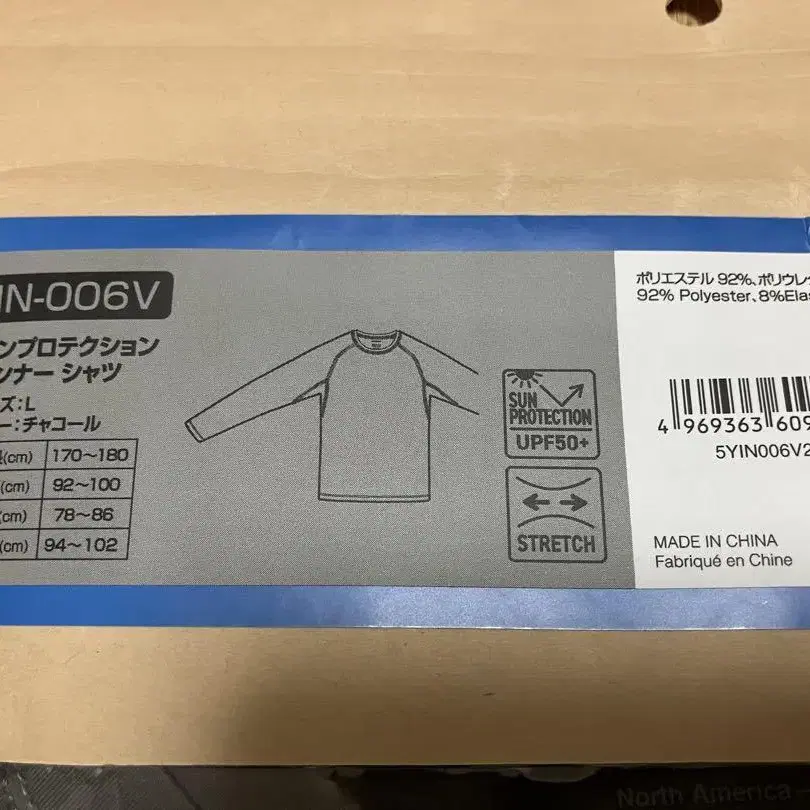 IN-006V
ンプロテクション
ンナー シャツ
ズ:L
ー:チャコール
(cm) 170〜180
(cm) 92〜100
(cm) 78〜86
(cm) 94〜102
SUN
PROTECTION
UPF50+
STRETCH
ポリエステル 92%、ポリウレタ
92% Polyester、8%Elas
4 969363 609
5YIN006V2
MADE IN CHINA
Fabriqué en Chine
North America